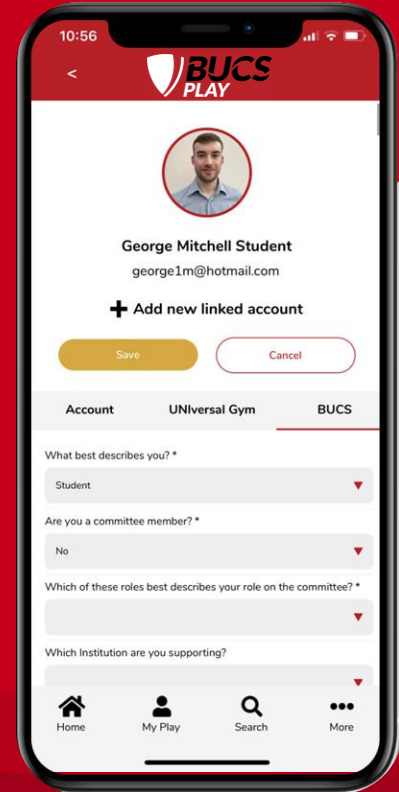 10:56
<
BUCS
PLAY
George Mitchell Student
george1m@hotmail.com
+ Add new linked account
Save Cancel
Account UNIversal Gym BUCS
What best describes you? *
Student
Are you a committee member? *
No
Which of these roles best describes your role on the committee? *
Which Institution are you supporting?
Home My Play Search More